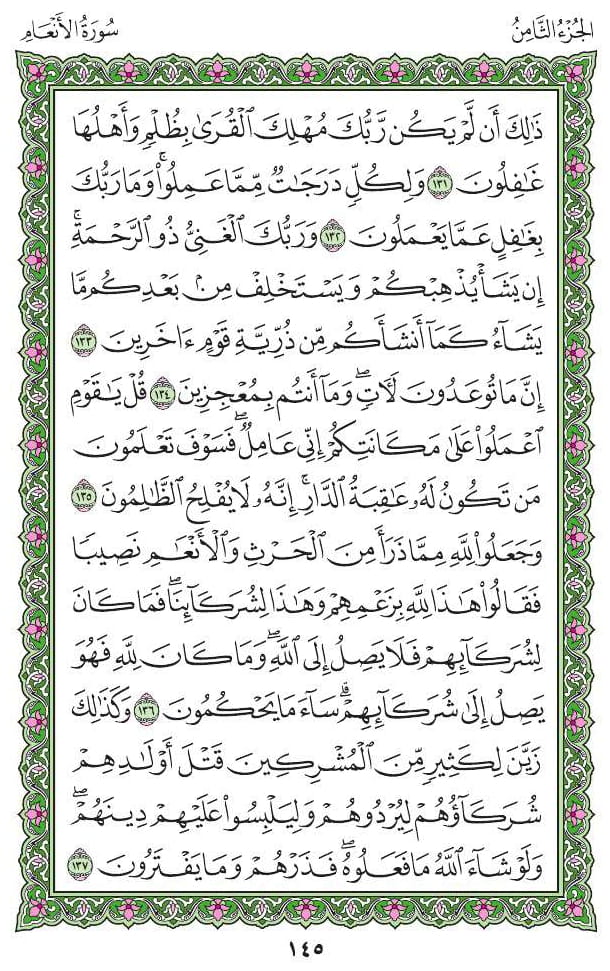 الجُزْءُ الثَّامِنُ
سُورَةُ الأَنْعَامِ
ذَٰلِكَ أَن لَّمْ يَكُن رَّبُّكَ مُهْلِكَ ٱلْقُرَىٰ بِظُلْمٍۢ وَأَهْلُهَا
غَٰفِلُونَ ١٣١ وَلِكُلٍّۢ دَرَجَٰتٌۭ مِّمَّا عَمِلُوا۟ۚ وَمَا رَبُّكَ
بِغَٰفِلٍ عَمَّا يَعْمَلُونَ ١٣٢ وَرَبُّكَ ٱلْغَنِىُّ ذُو ٱلرَّحْمَةِۚ
إِن يَشَأْ يُذْهِبْكُمْ وَيَسْتَخْلِفْ مِنۢ بَعْدِكُم مَّا
يَشَآءُ كَمَآ أَنشَأَكُم مِّن ذُرِّيَّةِ قَوْمٍ ءَاخَرِينَ ١٣٣
إِنَّ مَا تُوعَدُونَ لَءَاتٍۢۖ وَمَآ أَنتُم بِمُعْجِزِينَ ١٣٤ قُلْ يَٰقَوْمِ
ٱعْمَلُوا۟ عَلَىٰ مَكَانَتِكُمْ إِنِّى عَامِلٌۭۖ فَسَوْفَ تَعْلَمُونَ
مَن تَكُونُ لَهُۥ عَٰقِبَةُ ٱلدَّارِۚ إِنَّهُۥ لَا يُفْلِحُ ٱلظَّٰلِمُونَ ١٣٥
وَجَعَلُوا۟ لِلَّهِ مِمَّا ذَرَأَ مِنَ ٱلْحَرْثِ وَٱلْأَنْعَٰمِ نَصِيبًۭا
فَقَالُوا۟ هَٰذَا لِلَّهِ بِزَعْمِهِمْ وَهَٰذَا لِشُرَكَآئِنَاۖ فَمَا كَانَ
لِشُرَكَآئِهِمْ فَلَا يَصِلُ إِلَى ٱللَّهِۖ وَمَا كَانَ لِلَّهِ فَهُوَ
يَصِلُ إِلَىٰ شُرَكَآئِهِمْۗ سَآءَ مَا يَحْكُمُونَ ١٣٦ وَكَذَٰلِكَ
زَيَّنَ لِكَثِيرٍۢ مِّنَ ٱلْمُشْرِكِينَ قَتْلَ أَوْلَٰدِهِمْ
شُرَكَآؤُهُمْ لِيُرْدُوهُمْ وَلِيَلْبِسُوا۟ عَلَيْهِمْ دِينَهُمْۖ
وَلَوْ شَآءَ ٱللَّهُ مَا فَعَلُوهُۖ فَذَرْهُمْ وَمَا يَفْتَرُونَ ١٣٧
١٤٥